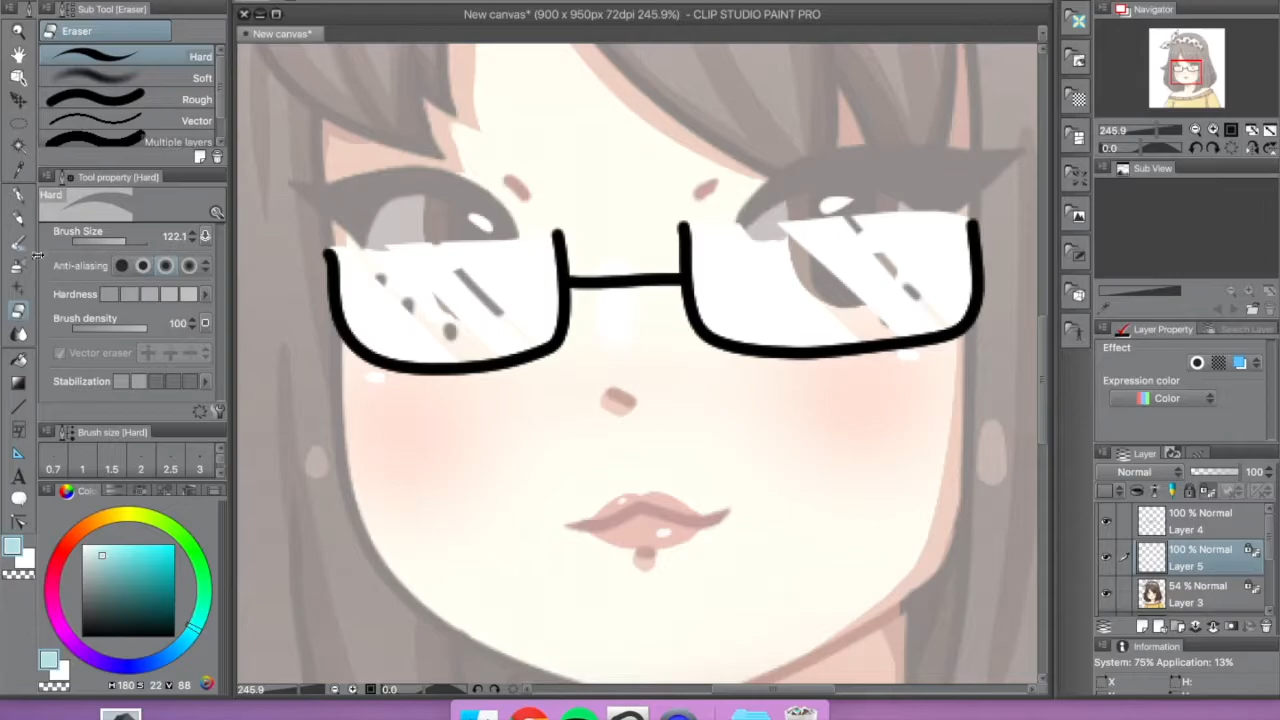 Sub Tool [Eraser]
Eraser
Hard
Soft
Rough
Vector
Multiple layers
Tool property [Hard]
Hard
Brush Size 122.1
Anti-aliasing
Hardness
Brush density 100
Vector eraser
Stabilization
Brush size [Hard]
0.7 1 1.5 2 2.5 3
Colo
H 180 S 22 V 88
New canvas* (900 x 950px 72dpi 245.9%) - CLIP STUDIO PAINT PRO
New canvas*
245.9 0.0
Navigator
245.9
0.0
Sub View
Layer Property Search Layer
Effect
Expression color
Color
Layer
Normal 100
100 % Normal
Layer 4
100 % Normal
Layer 5
54 % Normal
Layer 3
Information
System: 75% Application: 13%
X H: